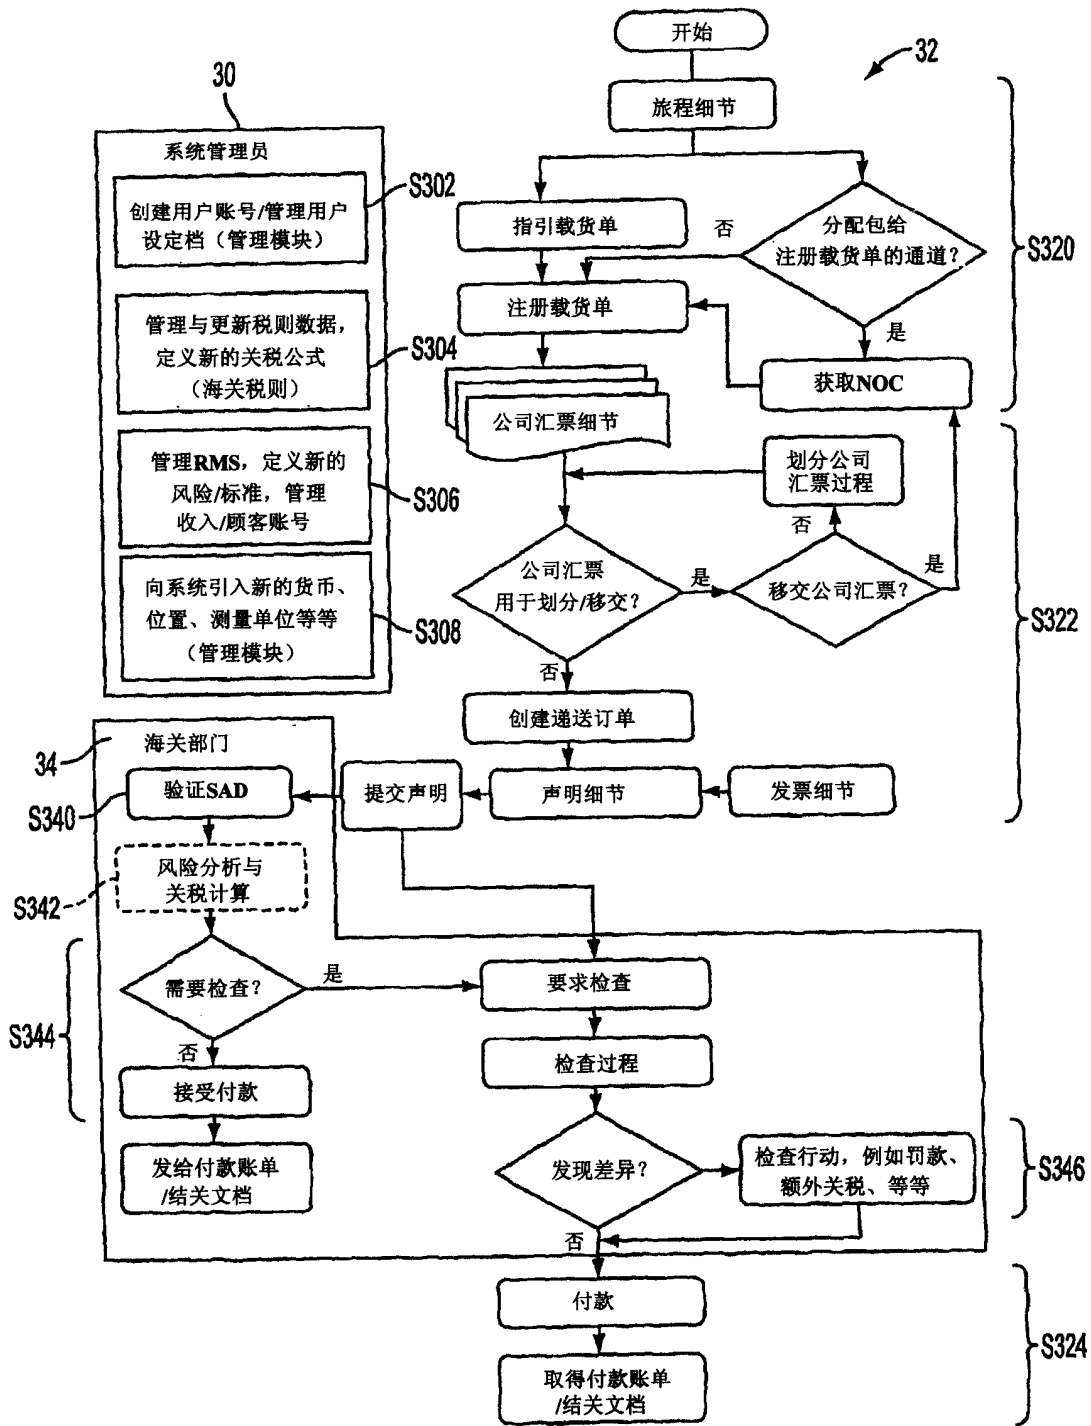 开始
32
旅程细节
30
系统管理员
创建用户账号/管理用户
设定档（管理模块）
S302
管理与更新税则数据，
定义新的关税公式
（海关税则）
S304
管理RMS，定义新的
风险/标准，管理
收入/顾客账号
S306
向系统引入新的货币、
位置、测量单位等等
（管理模块）
S308
指引载货单
否
分配包给
注册载货单的通道？
S320
注册载货单
是
获取NOC
公司汇票细节
划分公司
汇票过程
否
公司汇票
用于划分/移交？
是
移交公司汇票？
是
S322
否
创建递送订单
34
海关部门
验证SAD
S340
提交声明
声明细节
发票细节
风险分析与
关税计算
S342
需要检查？
是
要求检查
S344
否
检查过程
接受付款
发给付款账单
/结关文档
发现差异？
检查行动，例如罚款、
额外关税、等等
S346
否
付款
S324
取得付款账单
/结关文档